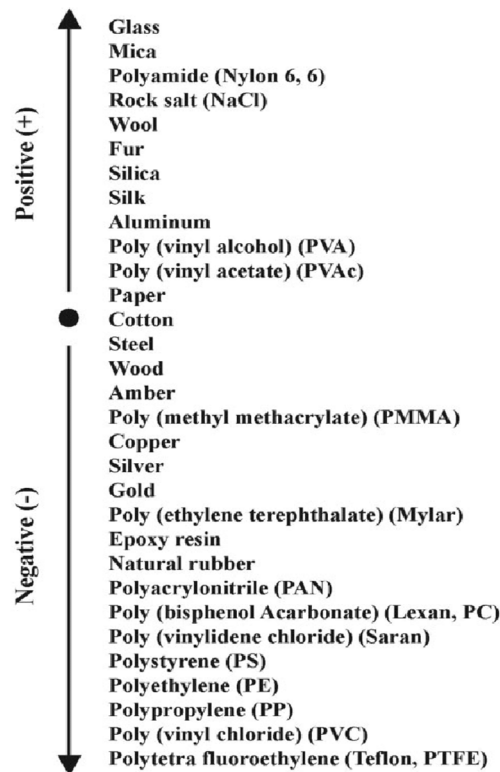 Positive (+)
Negative (-)
Glass
Mica
Polyamide (Nylon 6, 6)
Rock salt (NaCl)
Wool
Fur
Silica
Silk
Aluminum
Poly (vinyl alcohol) (PVA)
Poly (vinyl acetate) (PVAc)
Paper
Cotton
Steel
Wood
Amber
Poly (methyl methacrylate) (PMMA)
Copper
Silver
Gold
Poly (ethylene terephthalate) (Mylar)
Epoxy resin
Natural rubber
Polyacrylonitrile (PAN)
Poly (bisphenol Acarbonate) (Lexan, PC)
Poly (vinylidene chloride) (Saran)
Polystyrene (PS)
Polyethylene (PE)
Polypropylene (PP)
Poly (vinyl chloride) (PVC)
Polytetra fluoroethylene (Teflon, PTFE)